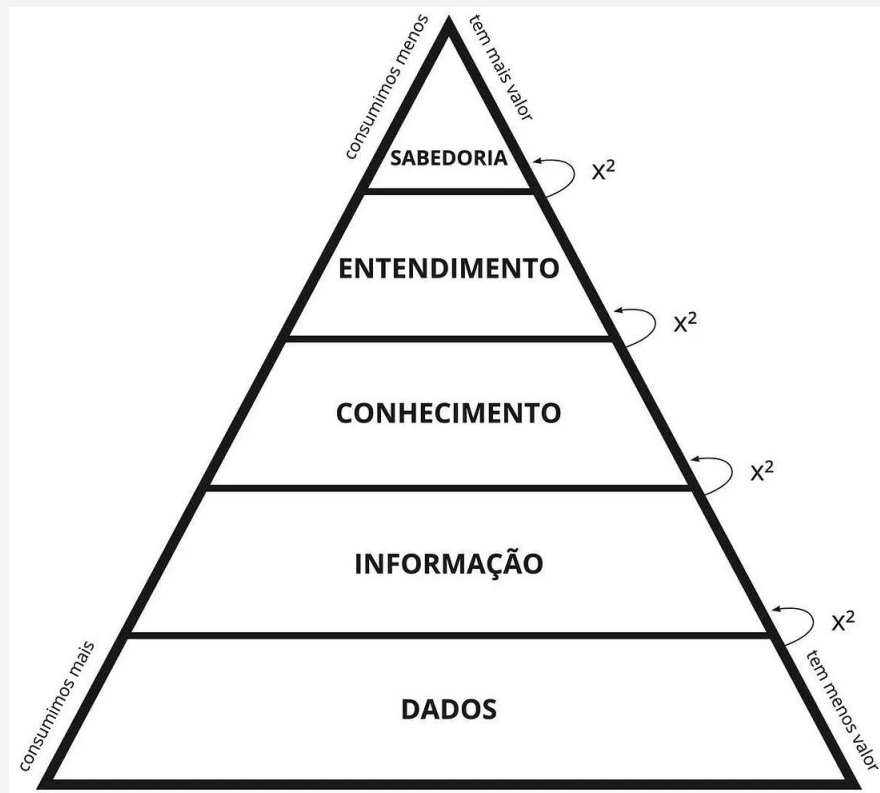 consumimos menos
tem mais valor
SABEDORIA
X²
ENTENDIMENTO
X²
CONHECIMENTO
X²
INFORMAÇÃO
X²
consumimos mais
tem menos valor
DADOS